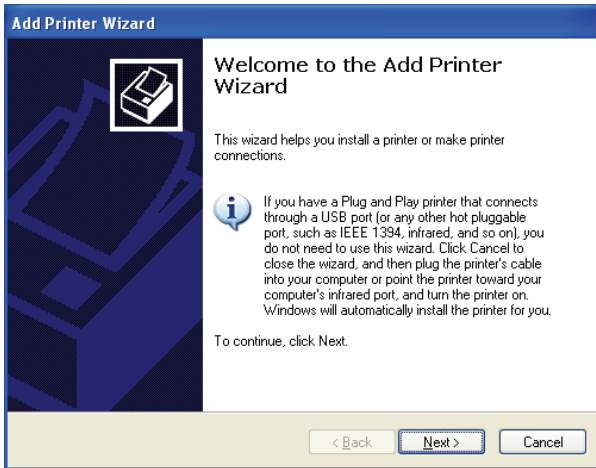 Add Printer Wizard
Welcome to the Add Printer
Wizard
This wizard helps you install a printer or make printer
connections.
If you have a Plug and Play printer that connects
through a USB port (or any other hot pluggable
port, such as IEEE 1394, infrared, and so on), you
do not need to use this wizard. Click Cancel to
close the wizard, and then plug the printer's cable
into your computer or point the printer toward your
computer's infrared port, and turn the printer on.
Windows will automatically install the printer for you.
To continue, click Next.
< Back
Next >
Cancel